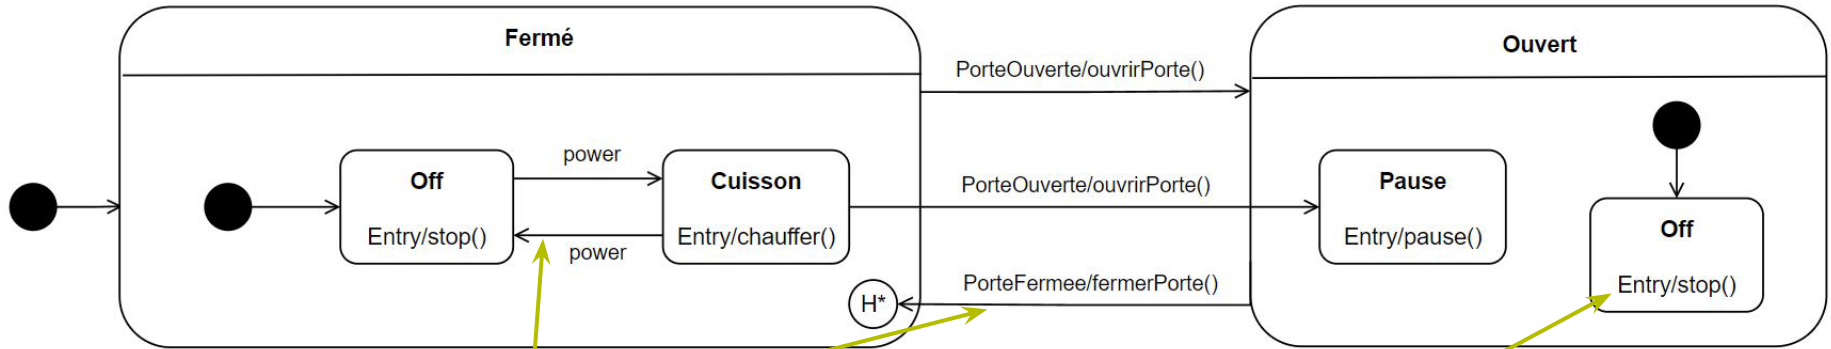 Fermé
Ouvert
PorteOuverte/ouvrirPorte()
power
Off
Entry/stop()
Cuisson
Entry/chauffer()
power
PorteOuverte/ouvrirPorte()
Pause
Entry/pause()
Off
Entry/stop()
PorteFermee/fermerPorte()
H*